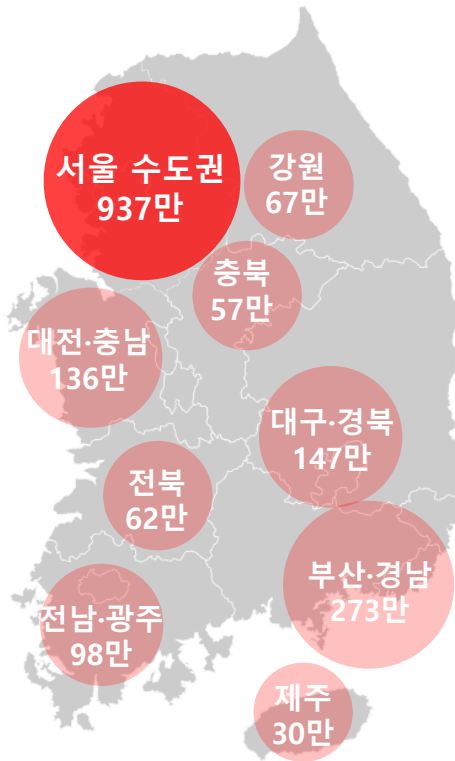 서울 수도권
937만
강원
67만
충북
57만
대전·충남
136만
대구·경북
147만
전북
62만
부산·경남
273만
전남·광주
98만
제주
30만